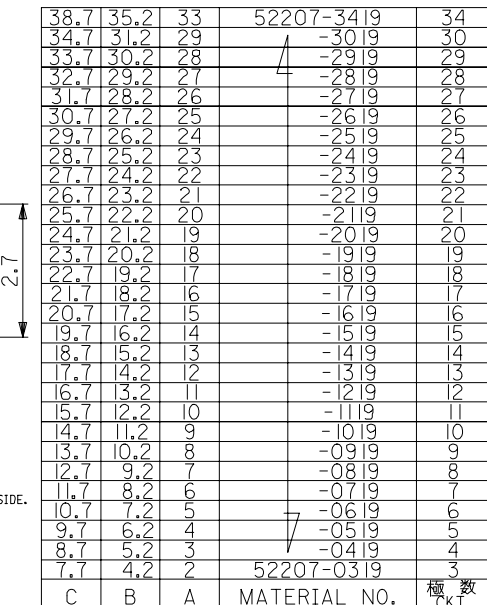 38.7 35.2 33 52207-3419 34
34.7 31.2 29 -3019 30
33.7 30.2 28 -2919 29
32.7 29.2 27 -2819 28
31.7 28.2 26 -2719 27
30.7 27.2 25 -2619 26
29.7 26.2 24 -2519 25
28.7 25.2 23 -2419 24
27.7 24.2 22 -2319 23
26.7 23.2 21 -2219 22
25.7 22.2 20 -2119 21
24.7 21.2 19 -2019 20
23.7 20.2 18 -1919 19
22.7 19.2 17 -1819 18
21.7 18.2 16 -1719 17
20.7 17.2 15 -1619 16
19.7 16.2 14 -1519 15
18.7 15.2 13 -1419 14
17.7 14.2 12 -1319 13
16.7 13.2 11 -1219 12
15.7 12.2 10 -1119 11
14.7 11.2 9 -1019 10
13.7 10.2 8 -0919 9
12.7 9.2 7 -0819 8
11.7 8.2 6 -0719 7
10.7 7.2 5 -0619 6
9.7 6.2 4 -0519 5
8.7 5.2 3 -0419 4
7.7 4.2 2 52207-0319 3
C B A MATERIAL NO. 極数 CKT
2.7
SIDE.